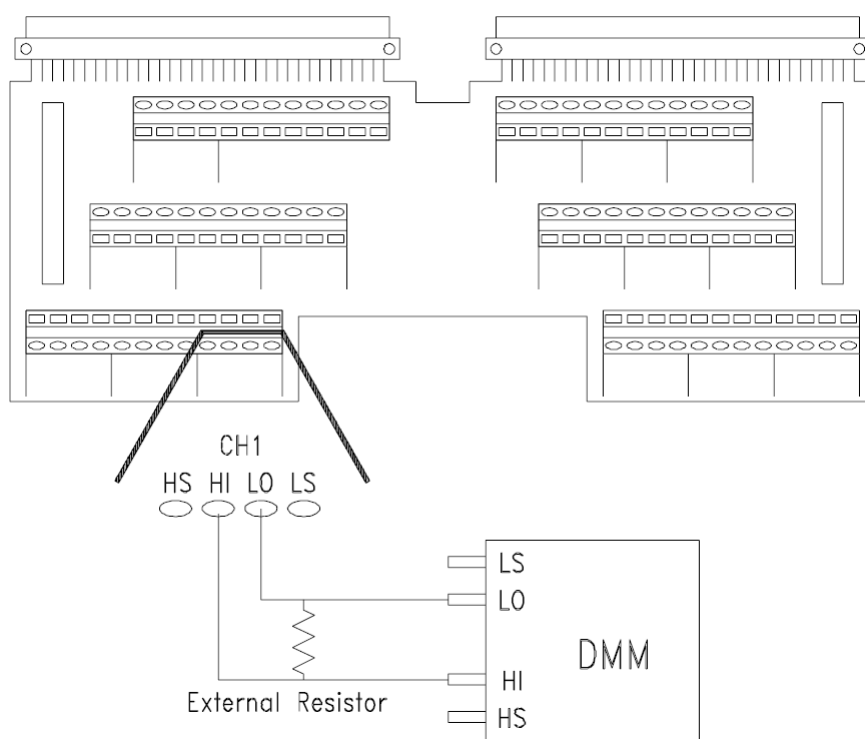 CH1
HS HI LO LS
LS
LO
DMM
HI
External Resistor
HS